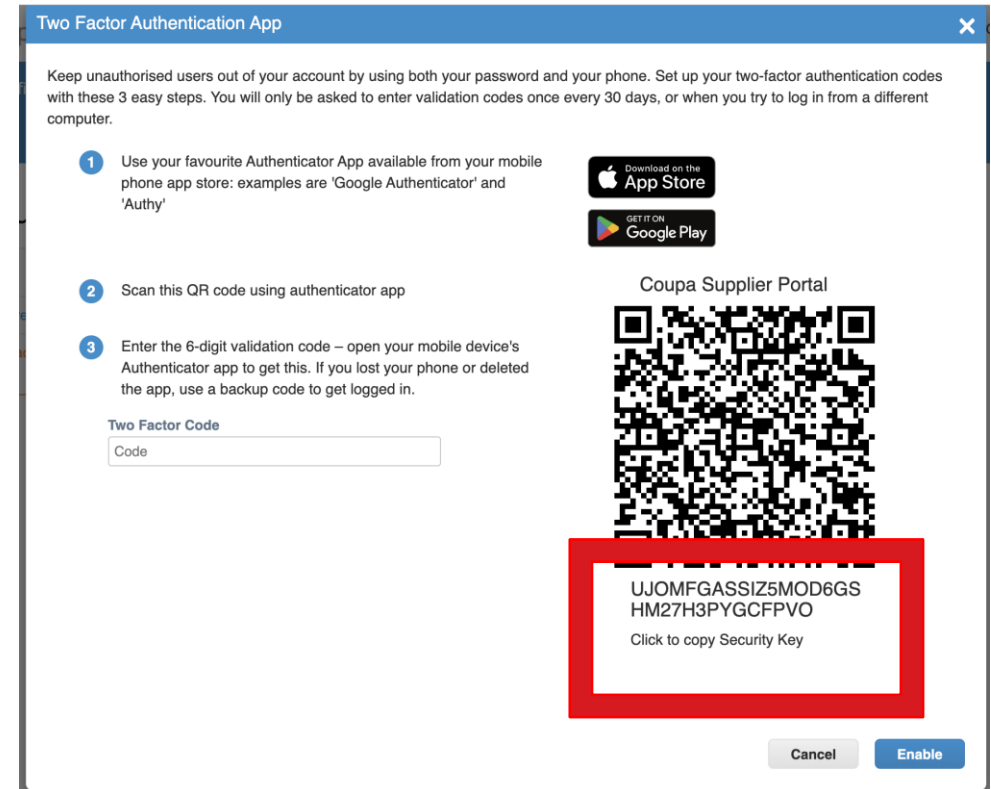 Two Factor Authentication App
Keep unauthorised users out of your account by using both your password and your phone. Set up your two-factor authentication codes
with these 3 easy steps. You will only be asked to enter validation codes once every 30 days, or when you try to log in from a different
computer.
1
Use your favourite Authenticator App available from your mobile
phone app store: examples are 'Google Authenticator' and
'Authy'
Download on the
App Store
GET IT ON
Google Play
2
Scan this QR code using authenticator app
Coupa Supplier Portal
3
Enter the 6-digit validation code – open your mobile device's
Authenticator app to get this. If you lost your phone or deleted
the app, use a backup code to get logged in.
Two Factor Code
Code
UJOMFGASSIZ5MOD6GS
HM27H3PYGCFPVO
Click to copy Security Key
Cancel
Enable